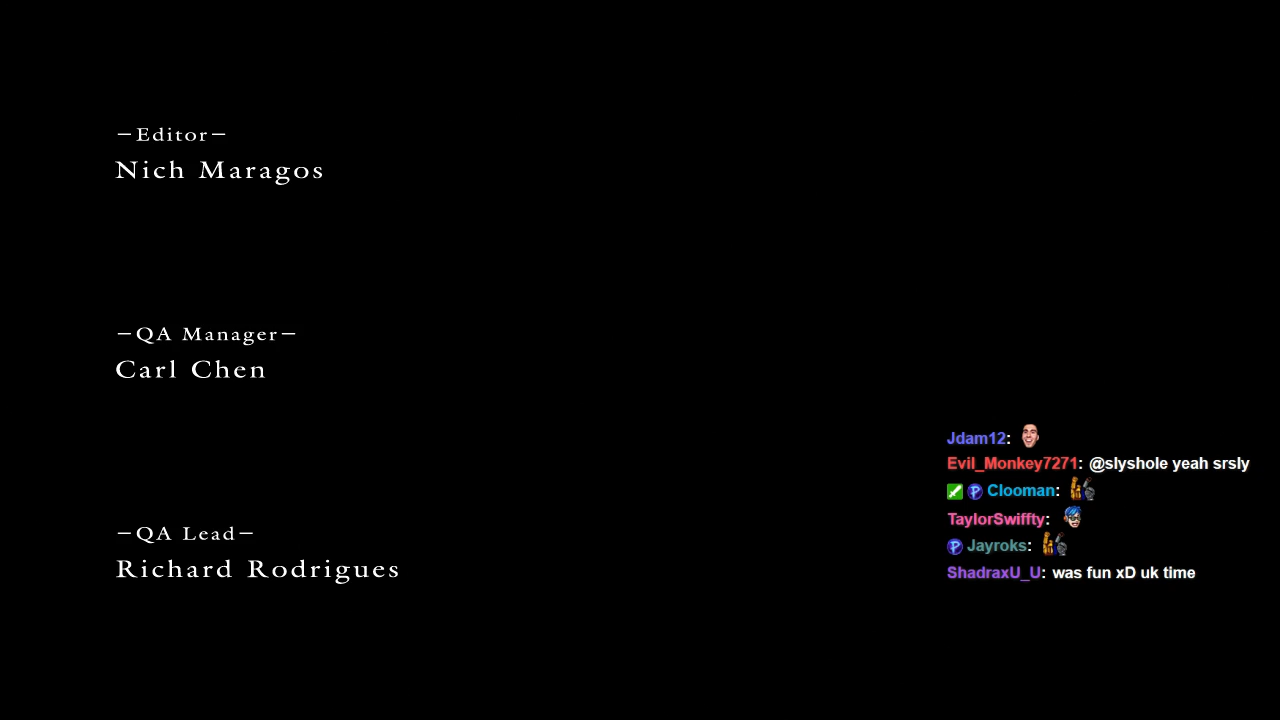 —Editor—
Nich Maragos
—QA Manager—
Carl Chen
—QA Lead—
Richard Rodrigues
Jdam12:
Evil_Monkey7271: @slyshole yeah srsly
Clooman:
TaylorSwiffty:
Jayroks:
ShadraxU_U: was fun xD uk time